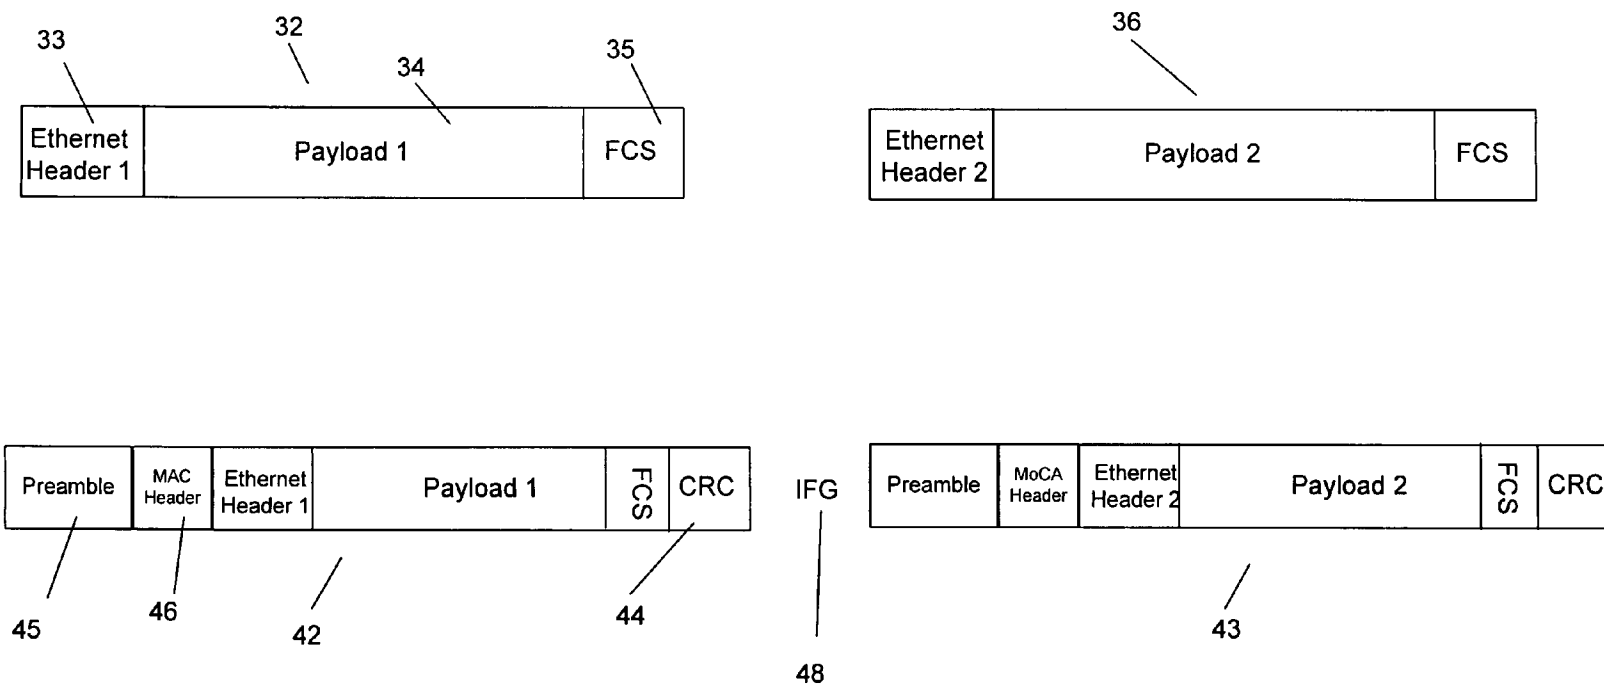 33
32
34
35
36
Ethernet
Header 1
Payload 1
FCS
Ethernet
Header 2
Payload 2
FCS
Preamble
MAC
Header
Ethernet
Header 1
Payload 1
FCS
CRC
IFG
Preamble
MoCA
Header
Ethernet
Header 2
Payload 2
FCS
CRC
45
46
42
44
48
43